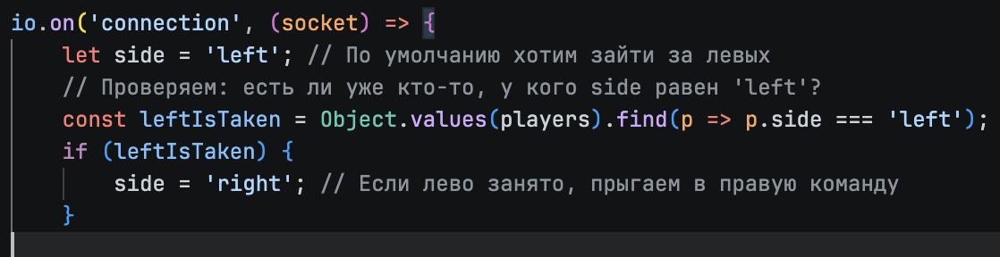 io.on('connection', (socket) => {
let side = 'left'; // По умолчанию хотим зайти за левых
// Проверяем: есть ли уже кто-то, у кого side равен 'left'?
const leftIsTaken = Object.values(players).find(p => p.side === 'left');
if (leftIsTaken) {
side = 'right'; // Если лево занято, прыгаем в правую команду
}